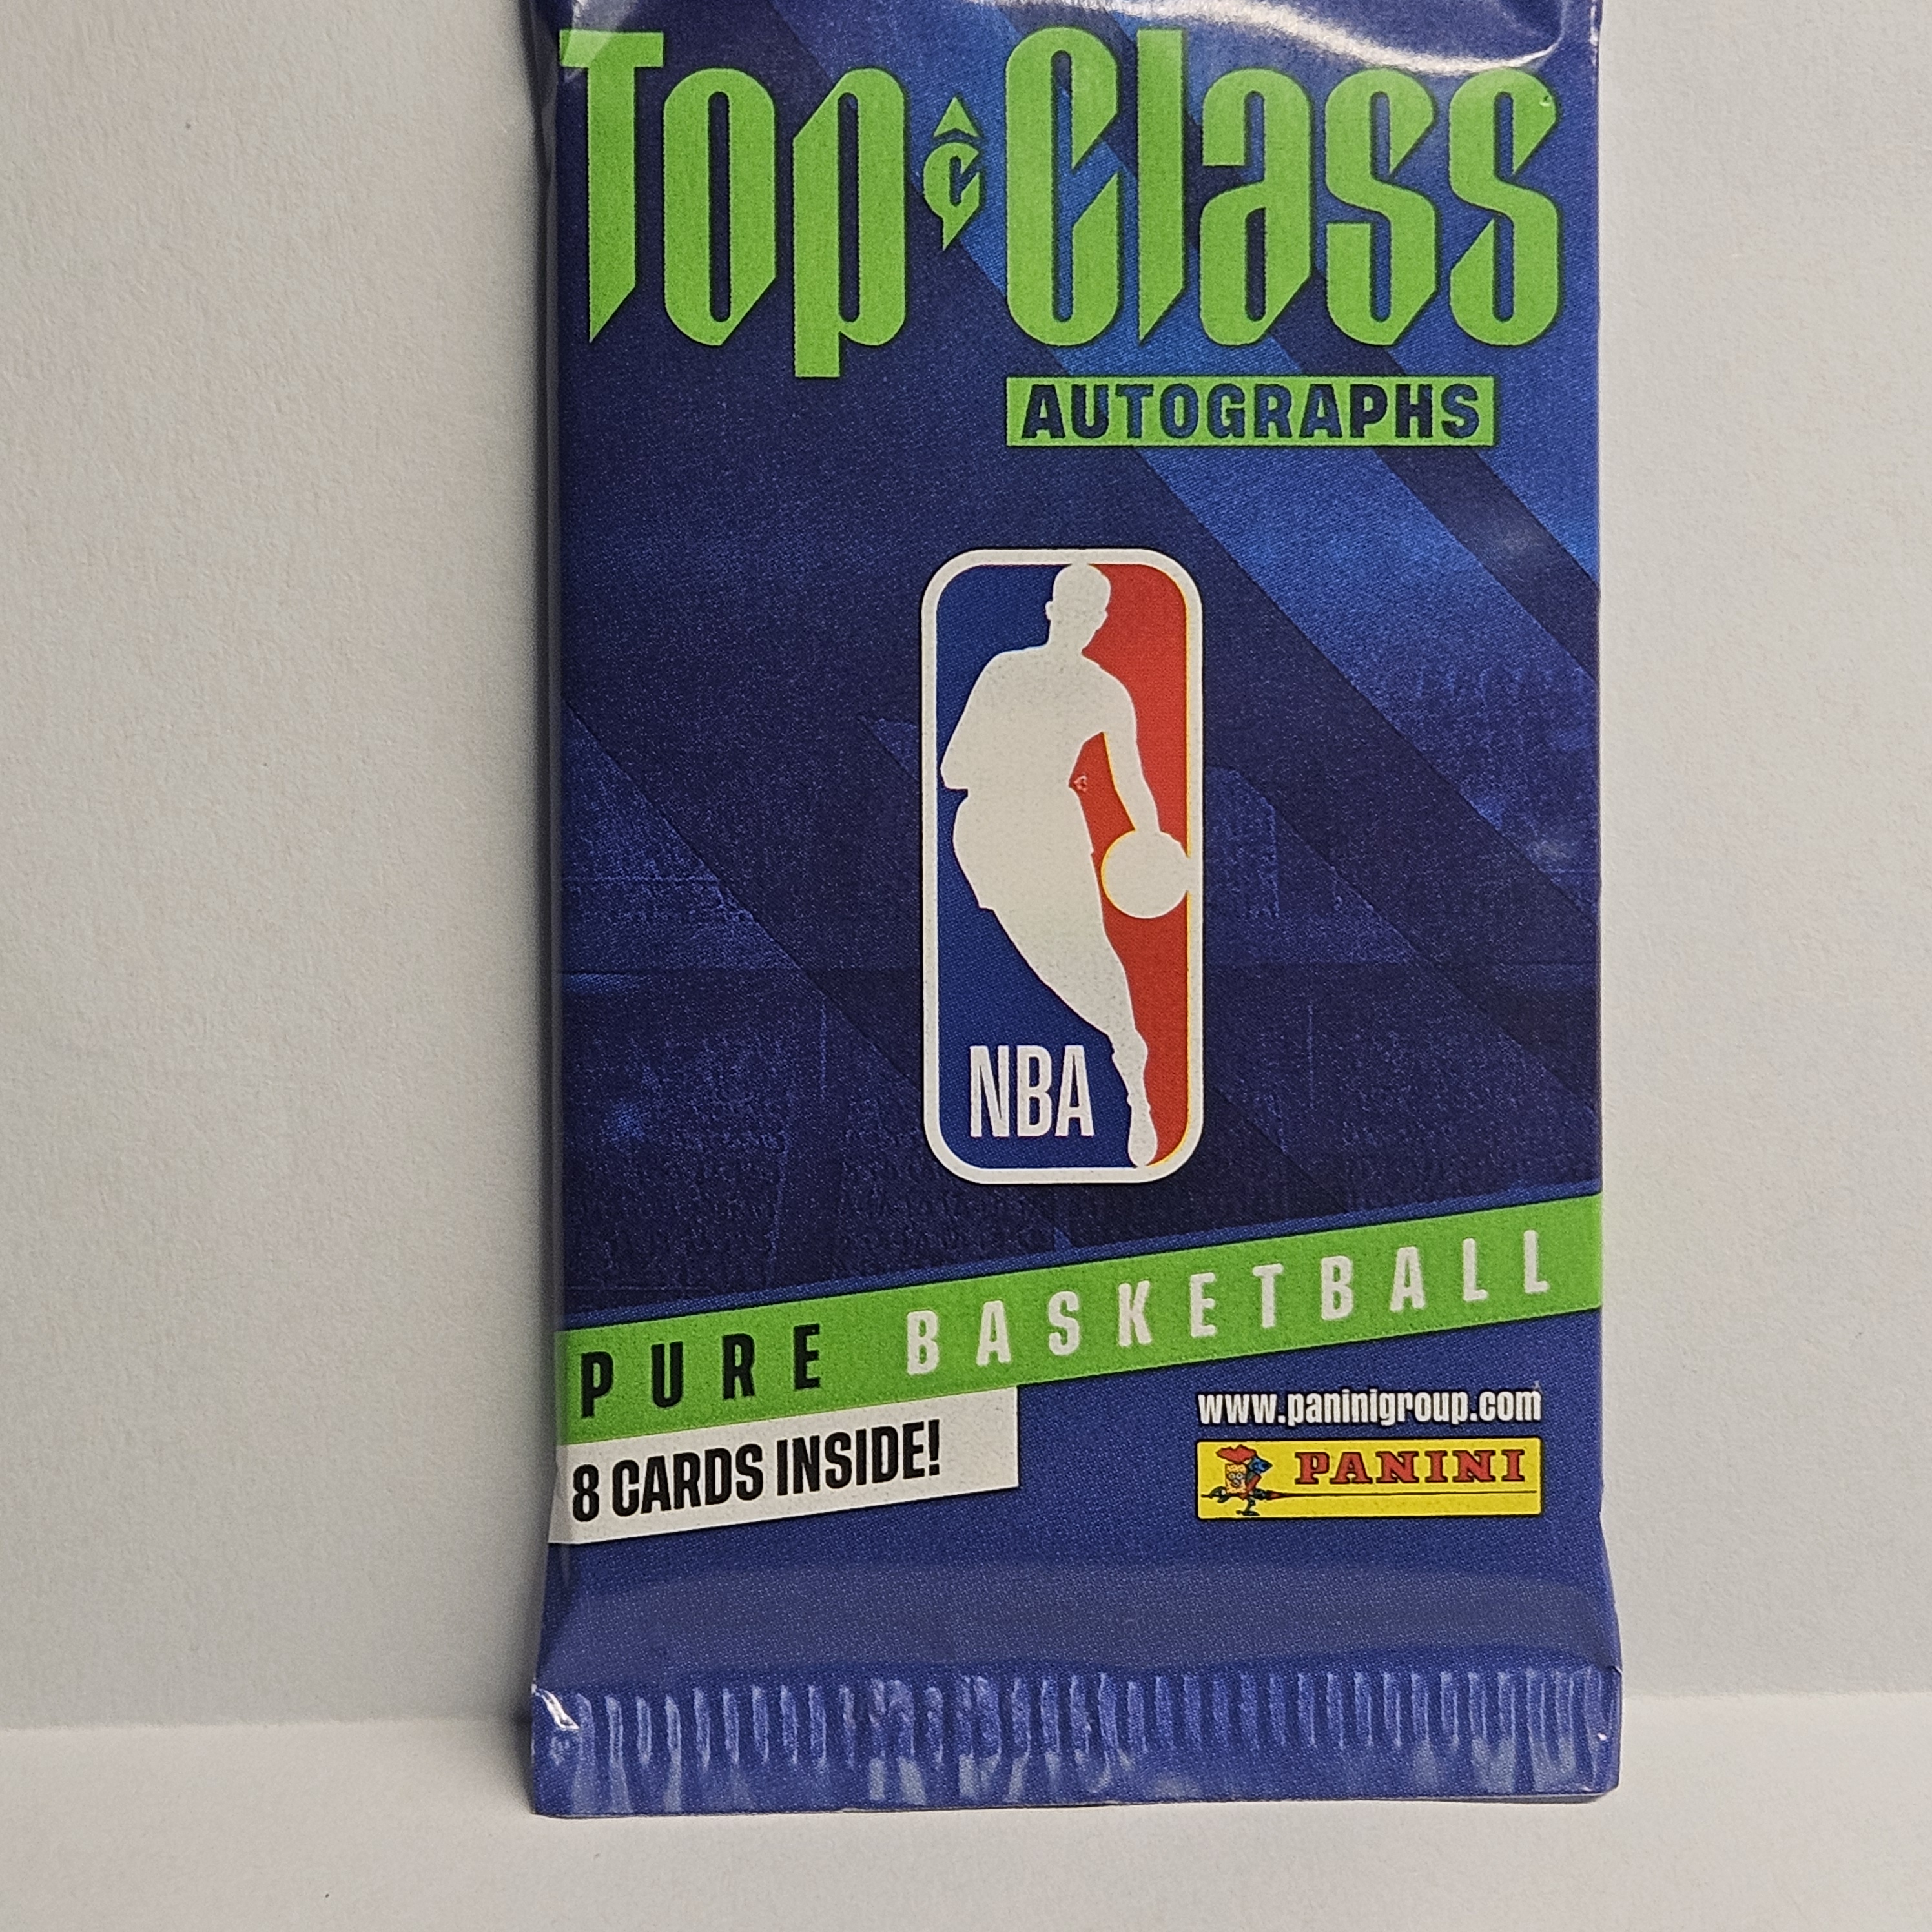 Top Class
AUTOGRAPHS
NBA
PURE BASKETBALL
8 CARDS INSIDE!
www.paninigroup.com
PANINI